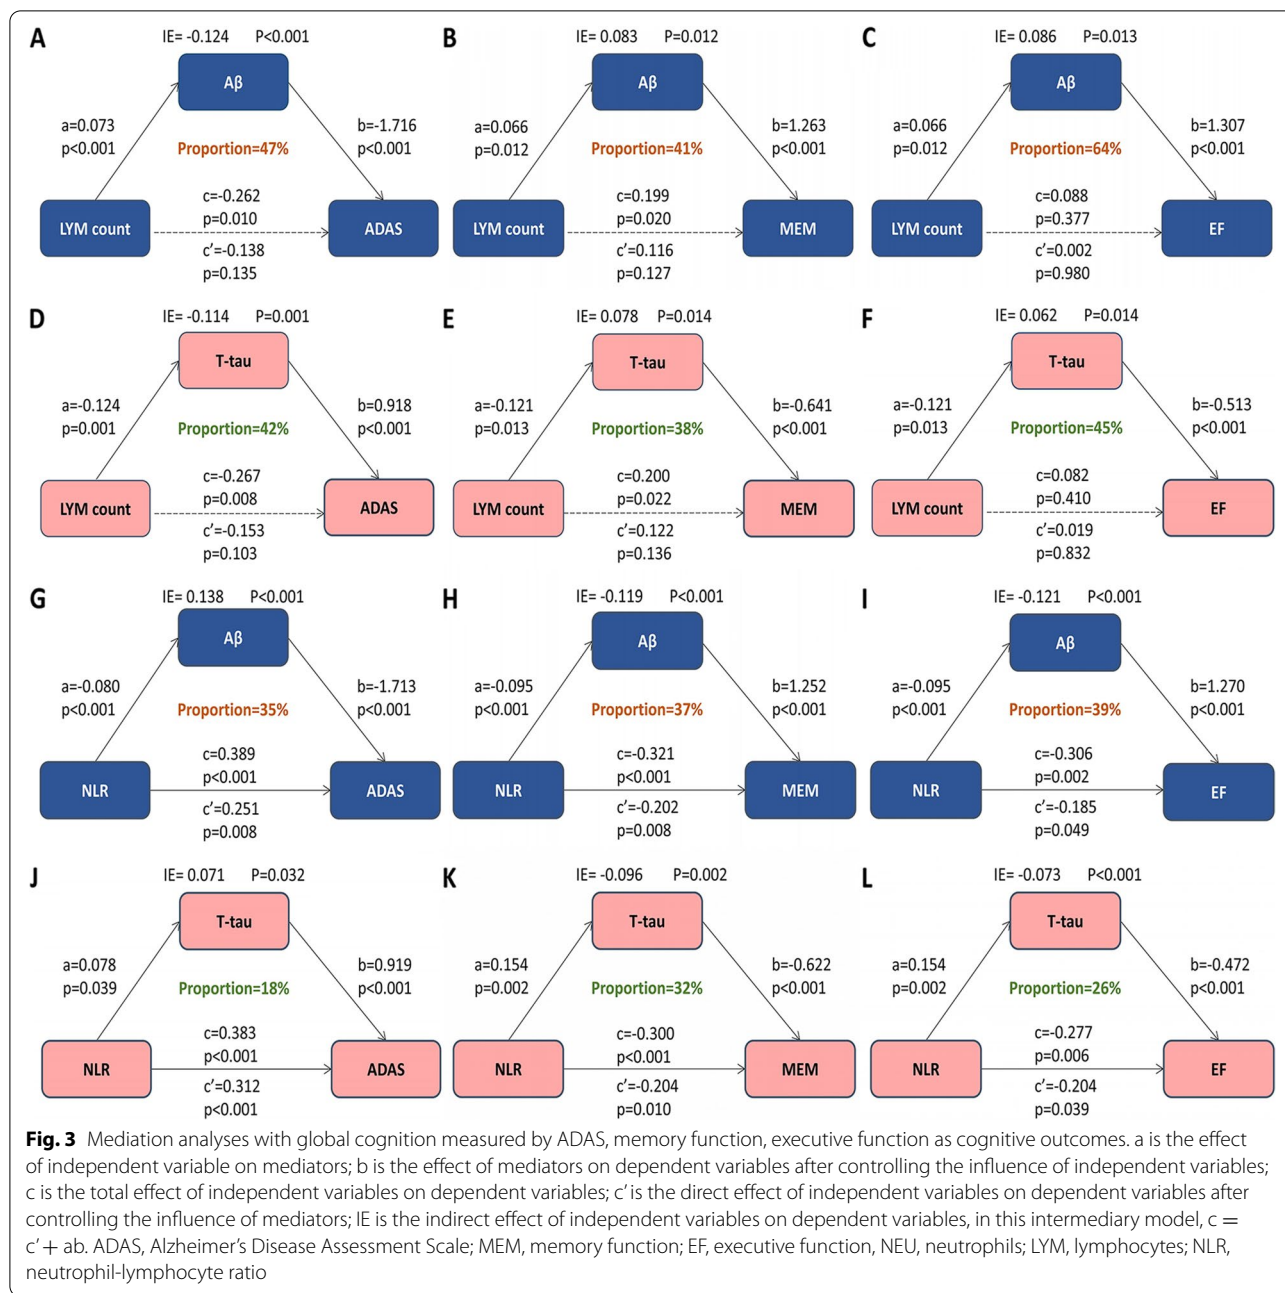 A
IE= -0.124 P<0.001
Aβ
a=0.073
p<0.001
b=-1.716
p<0.001
Proportion=47%
c=-0.262
p=0.010
LYM count
ADAS
c’=-0.138
p=0.135
B
IE= 0.083 P=0.012
Aβ
a=0.066
p=0.012
b=1.263
p<0.001
Proportion=41%
c=0.199
p=0.020
LYM count
MEM
c’=0.116
p=0.127
C
IE= 0.086 P=0.013
Aβ
a=0.066
p=0.012
b=1.307
p<0.001
Proportion=64%
c=0.088
p=0.377
LYM count
EF
c’=0.002
p=0.980
D
IE= -0.114 P=0.001
T-tau
a=-0.124
p=0.001
b=0.918
p<0.001
Proportion=42%
c=-0.267
p=0.008
LYM count
ADAS
c’=-0.153
p=0.103
E
IE= 0.078 P=0.014
T-tau
a=-0.121
p=0.013
b=-0.641
p<0.001
Proportion=38%
c=0.200
p=0.022
LYM count
MEM
c’=0.122
p=0.136
F
IE= 0.062 P=0.014
T-tau
a=-0.121
p=0.013
b=-0.513
p<0.001
Proportion=45%
c=0.082
p=0.410
LYM count
EF
c’=0.019
p=0.832
G
IE= 0.138 P<0.001
Aβ
a=-0.080
p<0.001
b=-1.713
p<0.001
Proportion=35%
c=0.389
p<0.001
NLR
ADAS
c’=0.251
p=0.008
H
IE= -0.119 P<0.001
Aβ
a=-0.095
p<0.001
b=1.252
p<0.001
Proportion=37%
c=-0.321
p<0.001
NLR
MEM
c’=-0.202
p=0.008
I
IE= -0.121 P<0.001
Aβ
a=-0.095
p<0.001
b=1.270
p<0.001
Proportion=39%
c=-0.306
p=0.002
NLR
EF
c’=-0.185
p=0.049
J
IE= 0.071 P=0.032
T-tau
a=0.078
p=0.039
b=0.919
p<0.001
Proportion=18%
c=0.383
p<0.001
NLR
ADAS
c’=0.312
p<0.001
K
IE= -0.096 P=0.002
T-tau
a=0.154
p=0.002
b=-0.622
p<0.001
Proportion=32%
c=-0.300
p<0.001
NLR
MEM
c’=-0.204
p=0.010
L
IE= -0.073 P<0.001
T-tau
a=0.154
p=0.002
b=-0.472
p<0.001
Proportion=26%
c=-0.277
p=0.006
NLR
EF
c’=-0.204
p=0.039
Fig. 3 Mediation analyses with global cognition measured by ADAS, memory function, executive function as cognitive outcomes. a is the effect
of independent variable on mediators; b is the effect of mediators on dependent variables after controlling the influence of independent variables;
c is the total effect of independent variables on dependent variables; c’ is the direct effect of independent variables on dependent variables after
controlling the influence of mediators; IE is the indirect effect of independent variables on dependent variables, in this intermediary model, c =
c’ + ab. ADAS, Alzheimer’s Disease Assessment Scale; MEM, memory function; EF, executive function, NEU, neutrophils; LYM, lymphocytes; NLR,
neutrophil-lymphocyte ratio